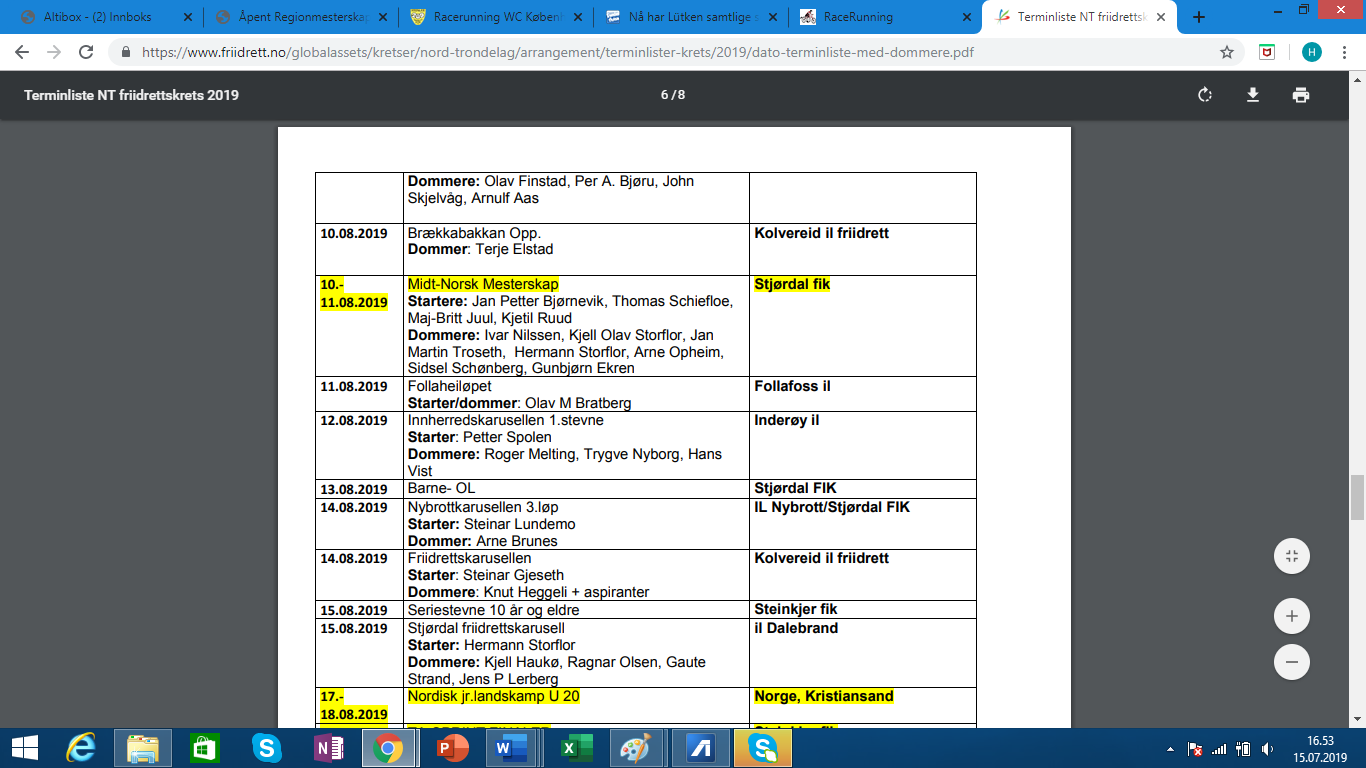 Altibox - (2) Innboks
Åpent Regionmesterska
Racerunning WC Københ
Nå har Lütken samtlige s
RaceRunning
Terminliste NT friidrettsk
https://www.friidrett.no/globalassets/kretser/nord-trondelag/arrangement/terminlister-krets/2019/dato-terminliste-med-dommere.pdf
H
Terminliste NT friidrettskrets 2019
6 / 8
Dommere: Olav Finstad, Per A. Bjøru, John
Skjelvåg, Arnulf Aas
10.08.2019 Brækkabakkan Opp. Kolvereid il friidrett
Dommer: Terje Elstad
10.- Midt-Norsk Mesterskap Stjørdal fik
11.08.2019 Startere: Jan Petter Bjørnevik, Thomas Schiefloe,
Maj-Britt Juul, Kjetil Ruud
Dommere: Ivar Nilssen, Kjell Olav Storflor, Jan
Martin Troseth, Hermann Storflor, Arne Opheim,
Sidsel Schønberg, Gunbjørn Ekren
11.08.2019 Follaheiløpet Follafoss il
Starter/dommer: Olav M Bratberg
12.08.2019 Innherredskarusellen 1.stevne Inderøy il
Starter: Petter Spolen
Dommere: Roger Melting, Trygve Nyborg, Hans
Vist
13.08.2019 Barne- OL Stjørdal FIK
14.08.2019 Nybrottkarusellen 3.løp IL Nybrott/Stjørdal FIK
Starter: Steinar Lundemo
Dommer: Arne Brunes
14.08.2019 Friidrettskarusellen Kolvereid il friidrett
Starter: Steinar Gjeseth
Dommere: Knut Heggeli + aspiranter
15.08.2019 Seriestevne 10 år og eldre Steinkjer fik
15.08.2019 Stjørdal friidrettskarusell il Dalebrand
Starter: Hermann Storflor
Dommere: Kjell Haukø, Ragnar Olsen, Gaute
Strand, Jens P Lerberg
17.- Nordisk jr.landskamp U 20 Norge, Kristiansand
18.08.2019
16.53
15.07.2019